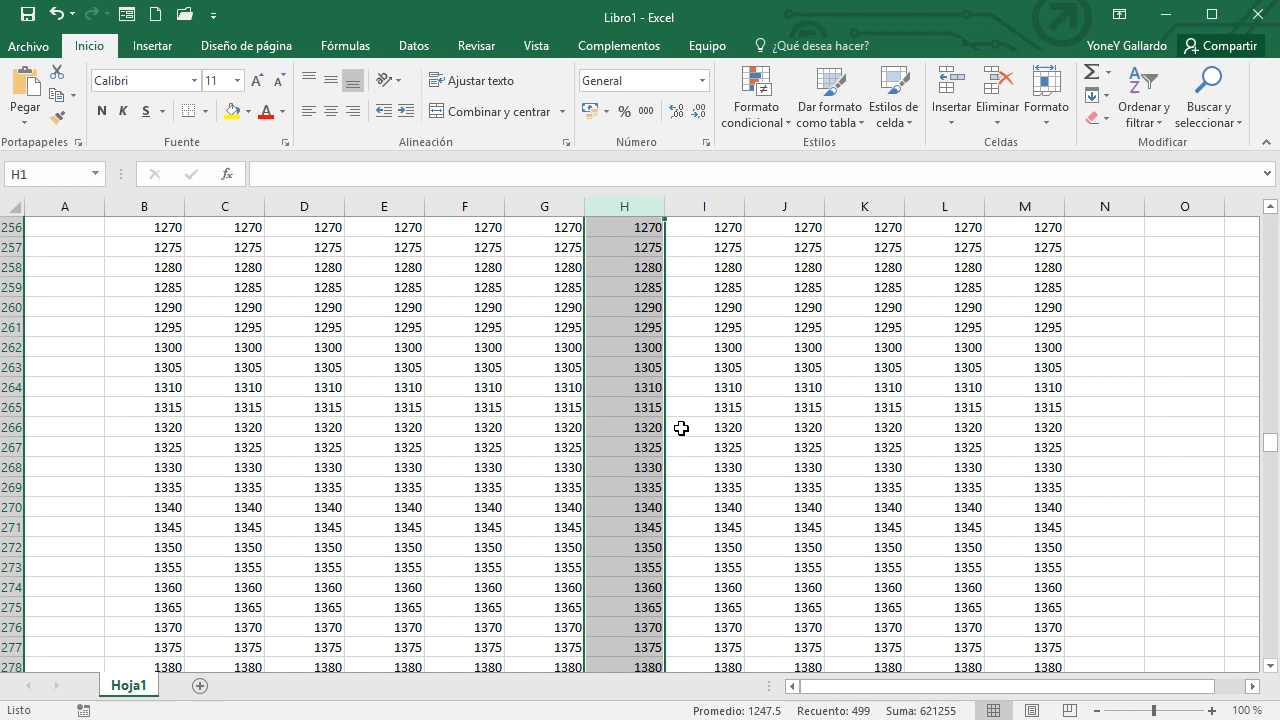 Libro1 - Excel
Archivo Inicio Insertar Diseño de página Fórmulas Datos Revisar Vista Complementos Equipo ¿Qué desea hacer? YoneY Gallardo Compartir
Pegar Calibri 11 Ajustar texto General Formato condicional Dar formato como tabla Estilos de celda Insertar Eliminar Formato Ordenar y filtrar Buscar y seleccionar
N K S A Combinar y centrar % 000
Portapapeles Fuente Alineación Número Estilos Celdas Modificar
H1 fx
A B C D E F G H I J K L M N O
256 1270 1270 1270 1270 1270 1270 1270 1270 1270 1270 1270 1270
257 1275 1275 1275 1275 1275 1275 1275 1275 1275 1275 1275 1275
258 1280 1280 1280 1280 1280 1280 1280 1280 1280 1280 1280 1280
259 1285 1285 1285 1285 1285 1285 1285 1285 1285 1285 1285 1285
260 1290 1290 1290 1290 1290 1290 1290 1290 1290 1290 1290 1290
261 1295 1295 1295 1295 1295 1295 1295 1295 1295 1295 1295 1295
262 1300 1300 1300 1300 1300 1300 1300 1300 1300 1300 1300 1300
263 1305 1305 1305 1305 1305 1305 1305 1305 1305 1305 1305 1305
264 1310 1310 1310 1310 1310 1310 1310 1310 1310 1310 1310 1310
265 1315 1315 1315 1315 1315 1315 1315 1315 1315 1315 1315 1315
266 1320 1320 1320 1320 1320 1320 1320 1320 1320 1320 1320 1320
267 1325 1325 1325 1325 1325 1325 1325 1325 1325 1325 1325 1325
268 1330 1330 1330 1330 1330 1330 1330 1330 1330 1330 1330 1330
269 1335 1335 1335 1335 1335 1335 1335 1335 1335 1335 1335 1335
270 1340 1340 1340 1340 1340 1340 1340 1340 1340 1340 1340 1340
271 1345 1345 1345 1345 1345 1345 1345 1345 1345 1345 1345 1345
272 1350 1350 1350 1350 1350 1350 1350 1350 1350 1350 1350 1350
273 1355 1355 1355 1355 1355 1355 1355 1355 1355 1355 1355 1355
274 1360 1360 1360 1360 1360 1360 1360 1360 1360 1360 1360 1360
275 1365 1365 1365 1365 1365 1365 1365 1365 1365 1365 1365 1365
276 1370 1370 1370 1370 1370 1370 1370 1370 1370 1370 1370 1370
277 1375 1375 1375 1375 1375 1375 1375 1375 1375 1375 1375 1375
278 1380 1380 1380 1380 1380 1380 1380 1380 1380 1380 1380 1380
Hoja1
Listo Promedio: 1247.5 Recuento: 499 Suma: 621255 100 %